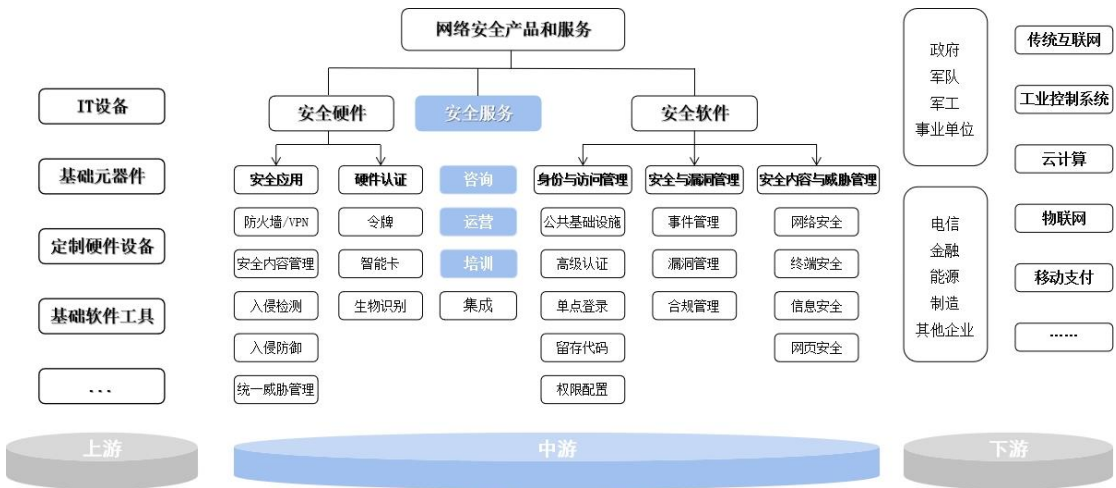 IT设备
基础元器件
定制硬件设备
基础软件工具
...
上游
网络安全产品和服务
安全硬件
安全服务
安全软件
安全应用
防火墙/VPN
安全内容管理
入侵检测
入侵防御
统一威胁管理
硬件认证
令牌
智能卡
生物识别
咨询
运营
培训
集成
身份与访问管理
公共基础设施
高级认证
单点登录
留存代码
权限配置
安全与漏洞管理
事件管理
漏洞管理
合规管理
安全内容与威胁管理
网络安全
终端安全
信息安全
网页安全
中游
政府
军队
军工
事业单位
电信
金融
能源
制造
其他企业
传统互联网
工业控制系统
云计算
物联网
移动支付
……
下游